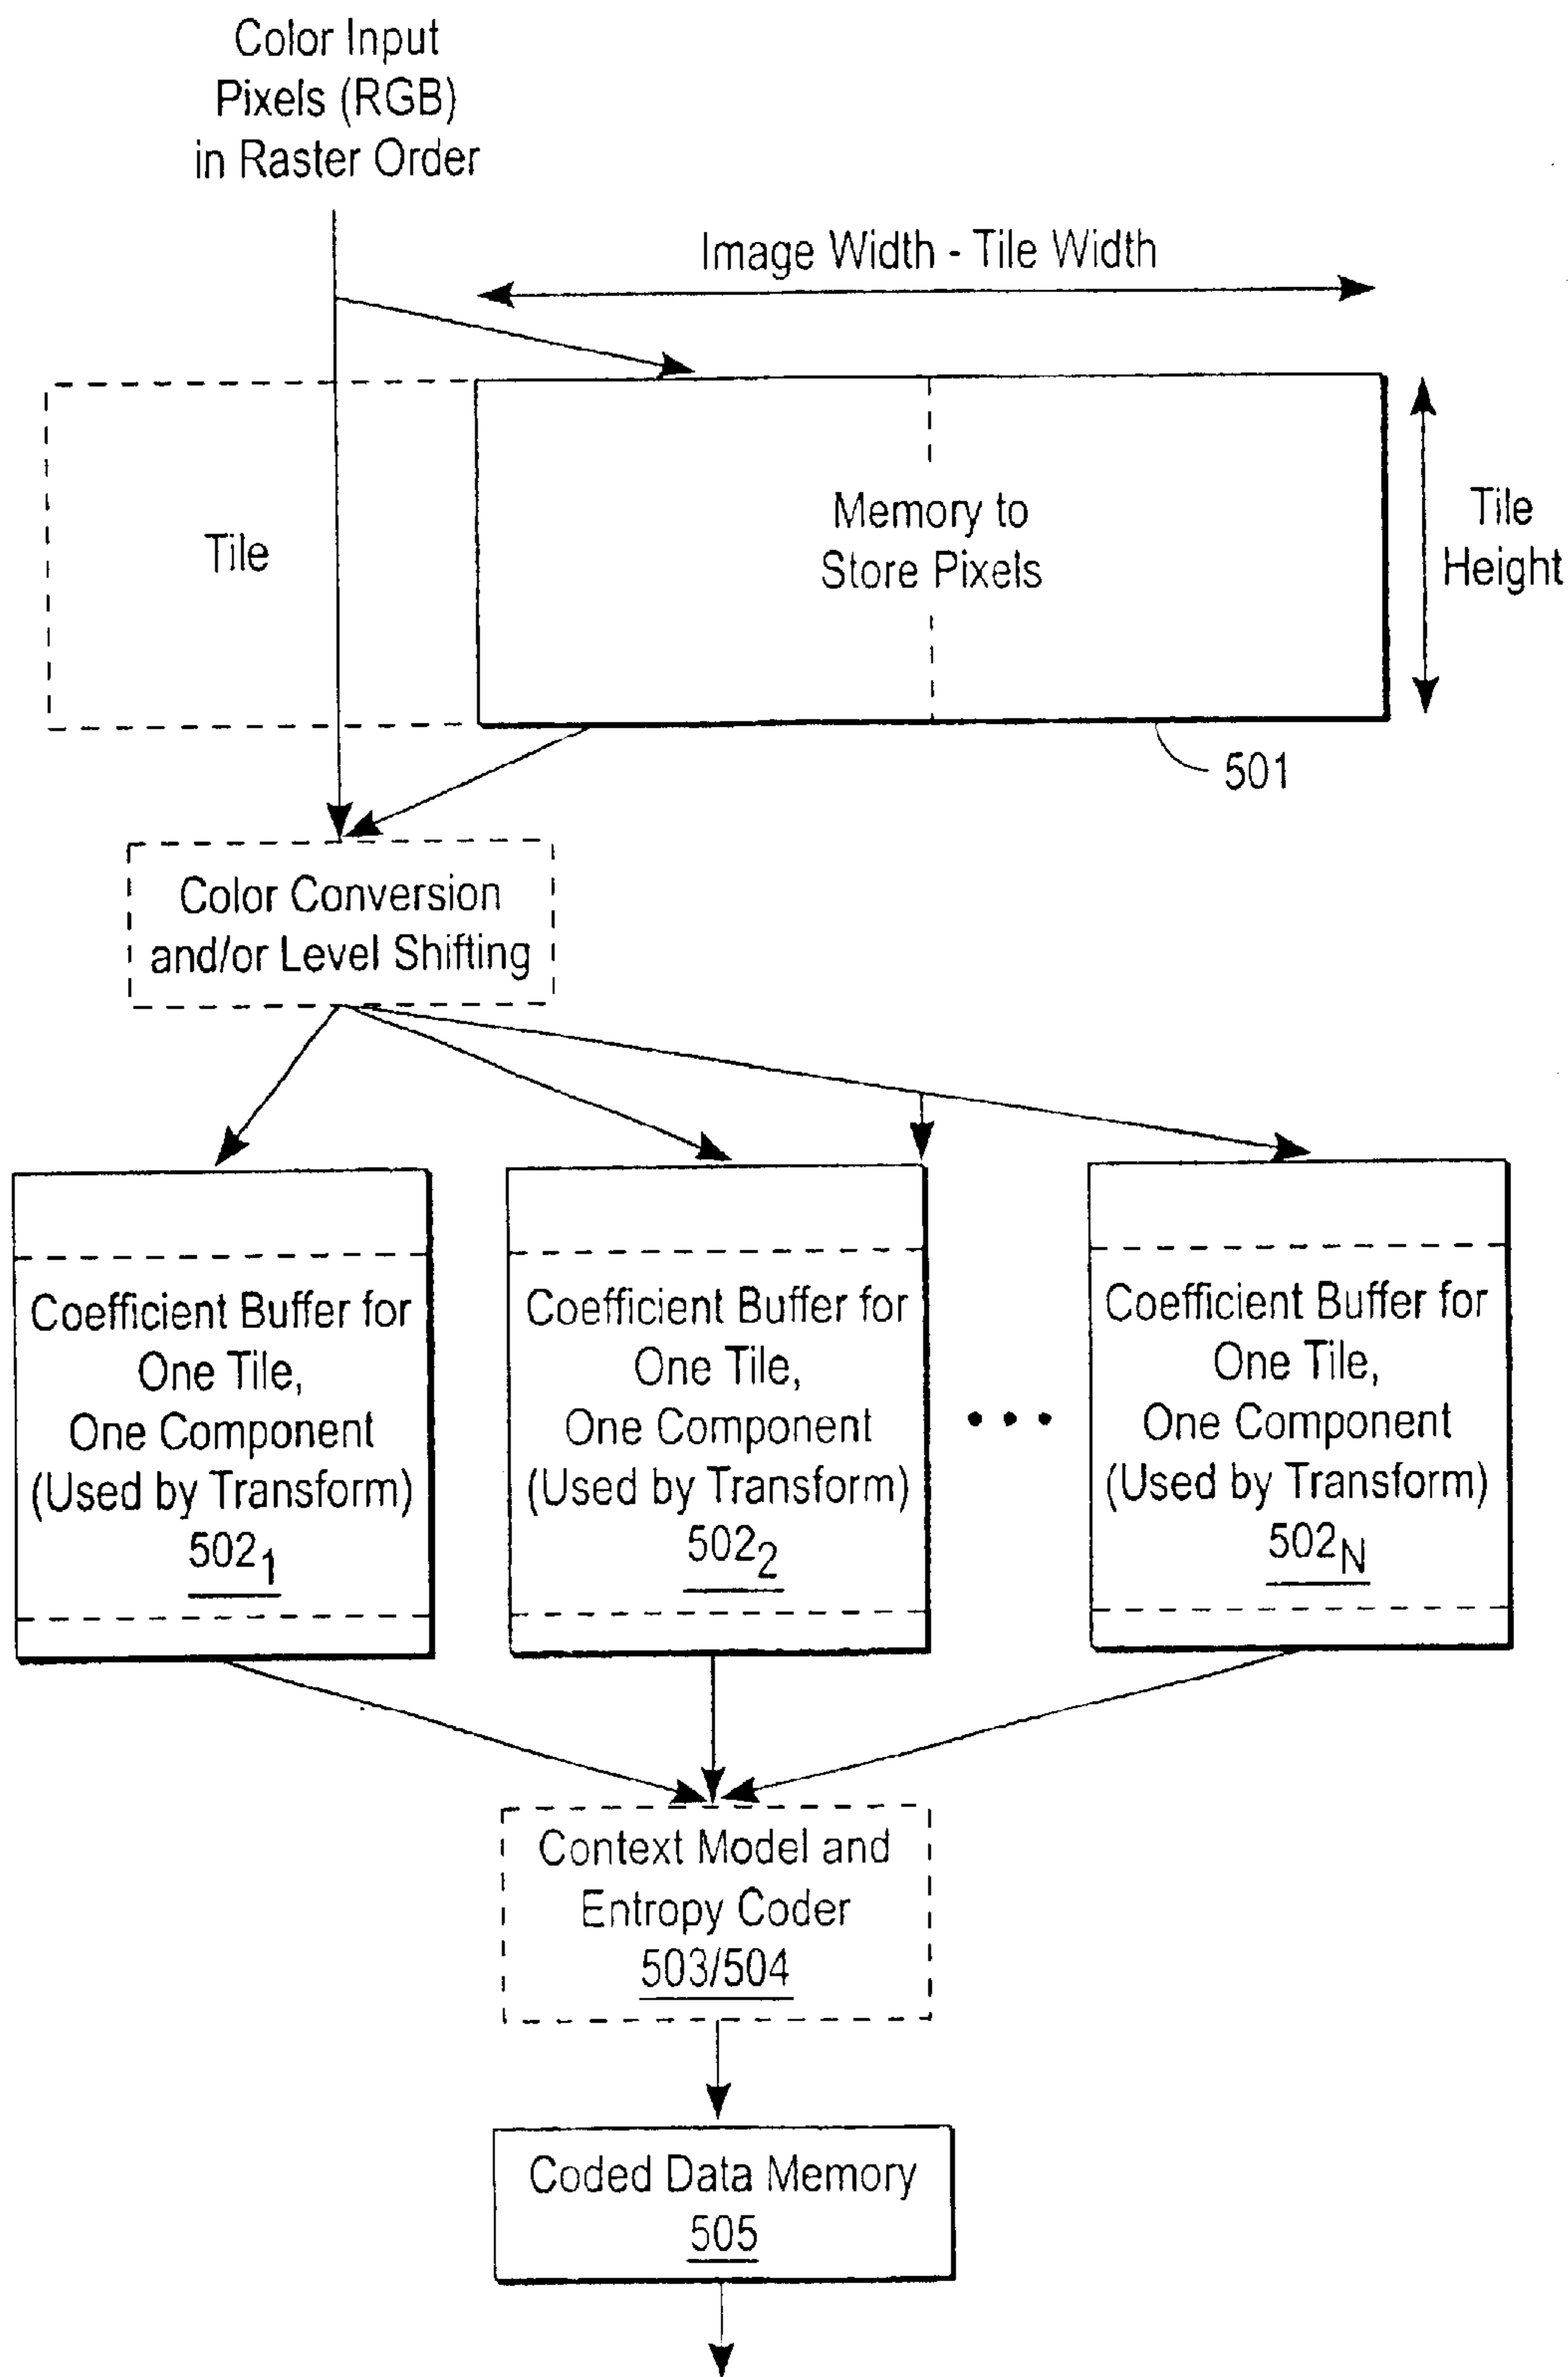 Color Input
Pixels (RGB)
in Raster Order
Image Width - Tile Width
Tile
Memory to
Store Pixels
Tile
Height
501
Color Conversion
and/or Level Shifting
Coefficient Buffer for
One Tile,
One Component
(Used by Transform)
502₁
Coefficient Buffer for
One Tile,
One Component
(Used by Transform)
502₂
• • •
Coefficient Buffer for
One Tile,
One Component
(Used by Transform)
502N
Context Model and
Entropy Coder
503/504
Coded Data Memory
505